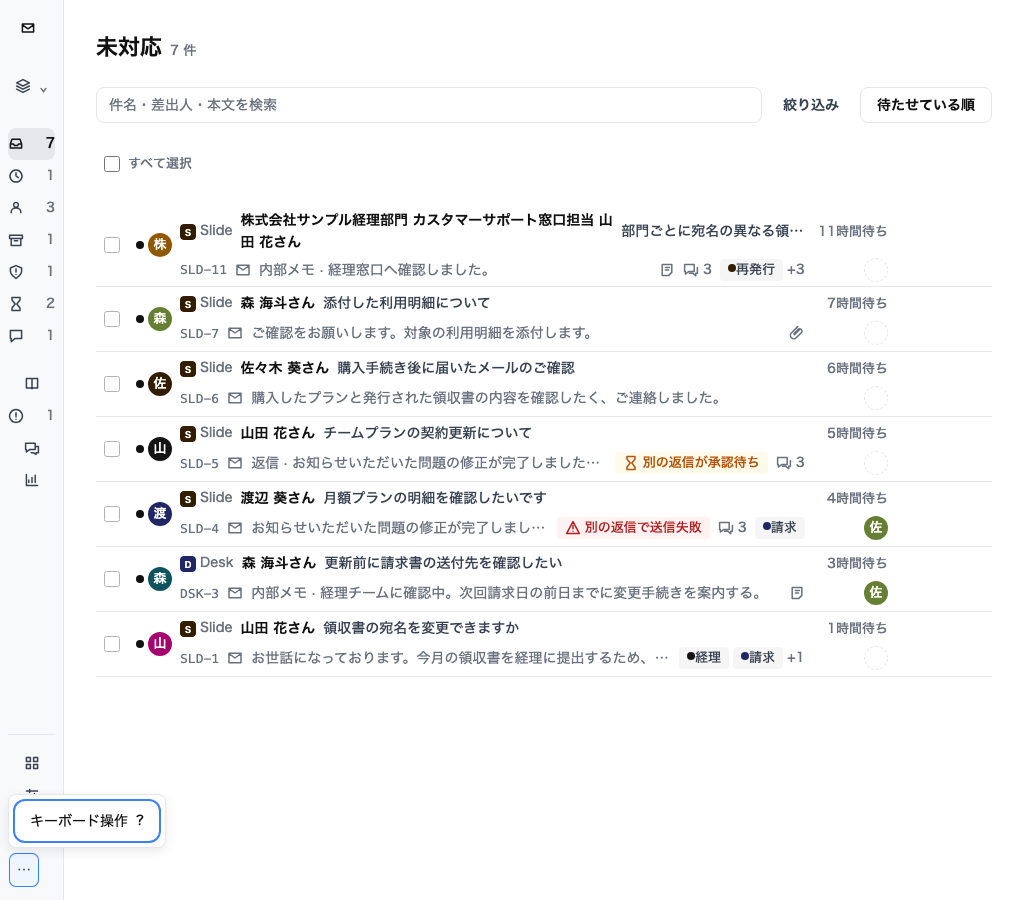 未対応 7 件
件名・差出人・本文を検索
絞り込み
待たせている順
すべて選択
7
1
3
1
1
2
1
1
株
S Slide 株式会社サンプル経理部門 カスタマーサポート窓口担当 山田 花さん 部門ごとに宛名の異なる領… 11時間待ち
SLD-11 内部メモ · 経理窓口へ確認しました。 3 再発行 +3
森
S Slide 森 海斗さん 添付した利用明細について 7時間待ち
SLD-7 ご確認をお願いします。対象の利用明細を添付します。
佐
S Slide 佐々木 葵さん 購入手続き後に届いたメールのご確認 6時間待ち
SLD-6 購入したプランと発行された領収書の内容を確認したく、ご連絡しました。
山
S Slide 山田 花さん チームプランの契約更新について 5時間待ち
SLD-5 返信 · お知らせいただいた問題の修正が完了しました… 別の返信が承認待ち 3
渡
S Slide 渡辺 葵さん 月額プランの明細を確認したいです 4時間待ち
SLD-4 お知らせいただいた問題の修正が完了しまし… 別の返信で送信失敗 3 請求 佐
森
D Desk 森 海斗さん 更新前に請求書の送付先を確認したい 3時間待ち
DSK-3 内部メモ · 経理チームに確認中。次回請求日の前日までに変更手続きを案内する。 佐
山
S Slide 山田 花さん 領収書の宛名を変更できますか 1時間待ち
SLD-1 お世話になっております。今月の領収書を経理に提出するため、… 経理 請求 +1
キーボード操作 ?
…